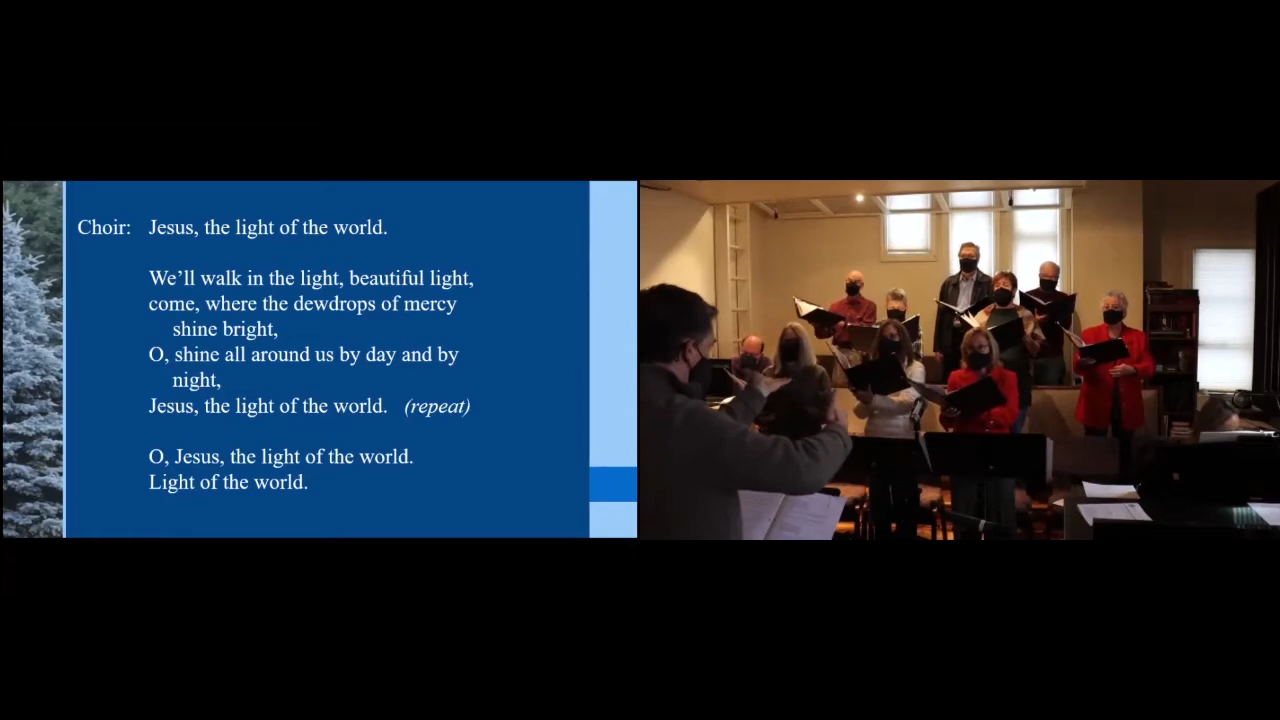 Choir: Jesus, the light of the world.
We’ll walk in the light, beautiful light,
come, where the dewdrops of mercy
shine bright,
O, shine all around us by day and by
night,
Jesus, the light of the world. (repeat)
O, Jesus, the light of the world.
Light of the world.